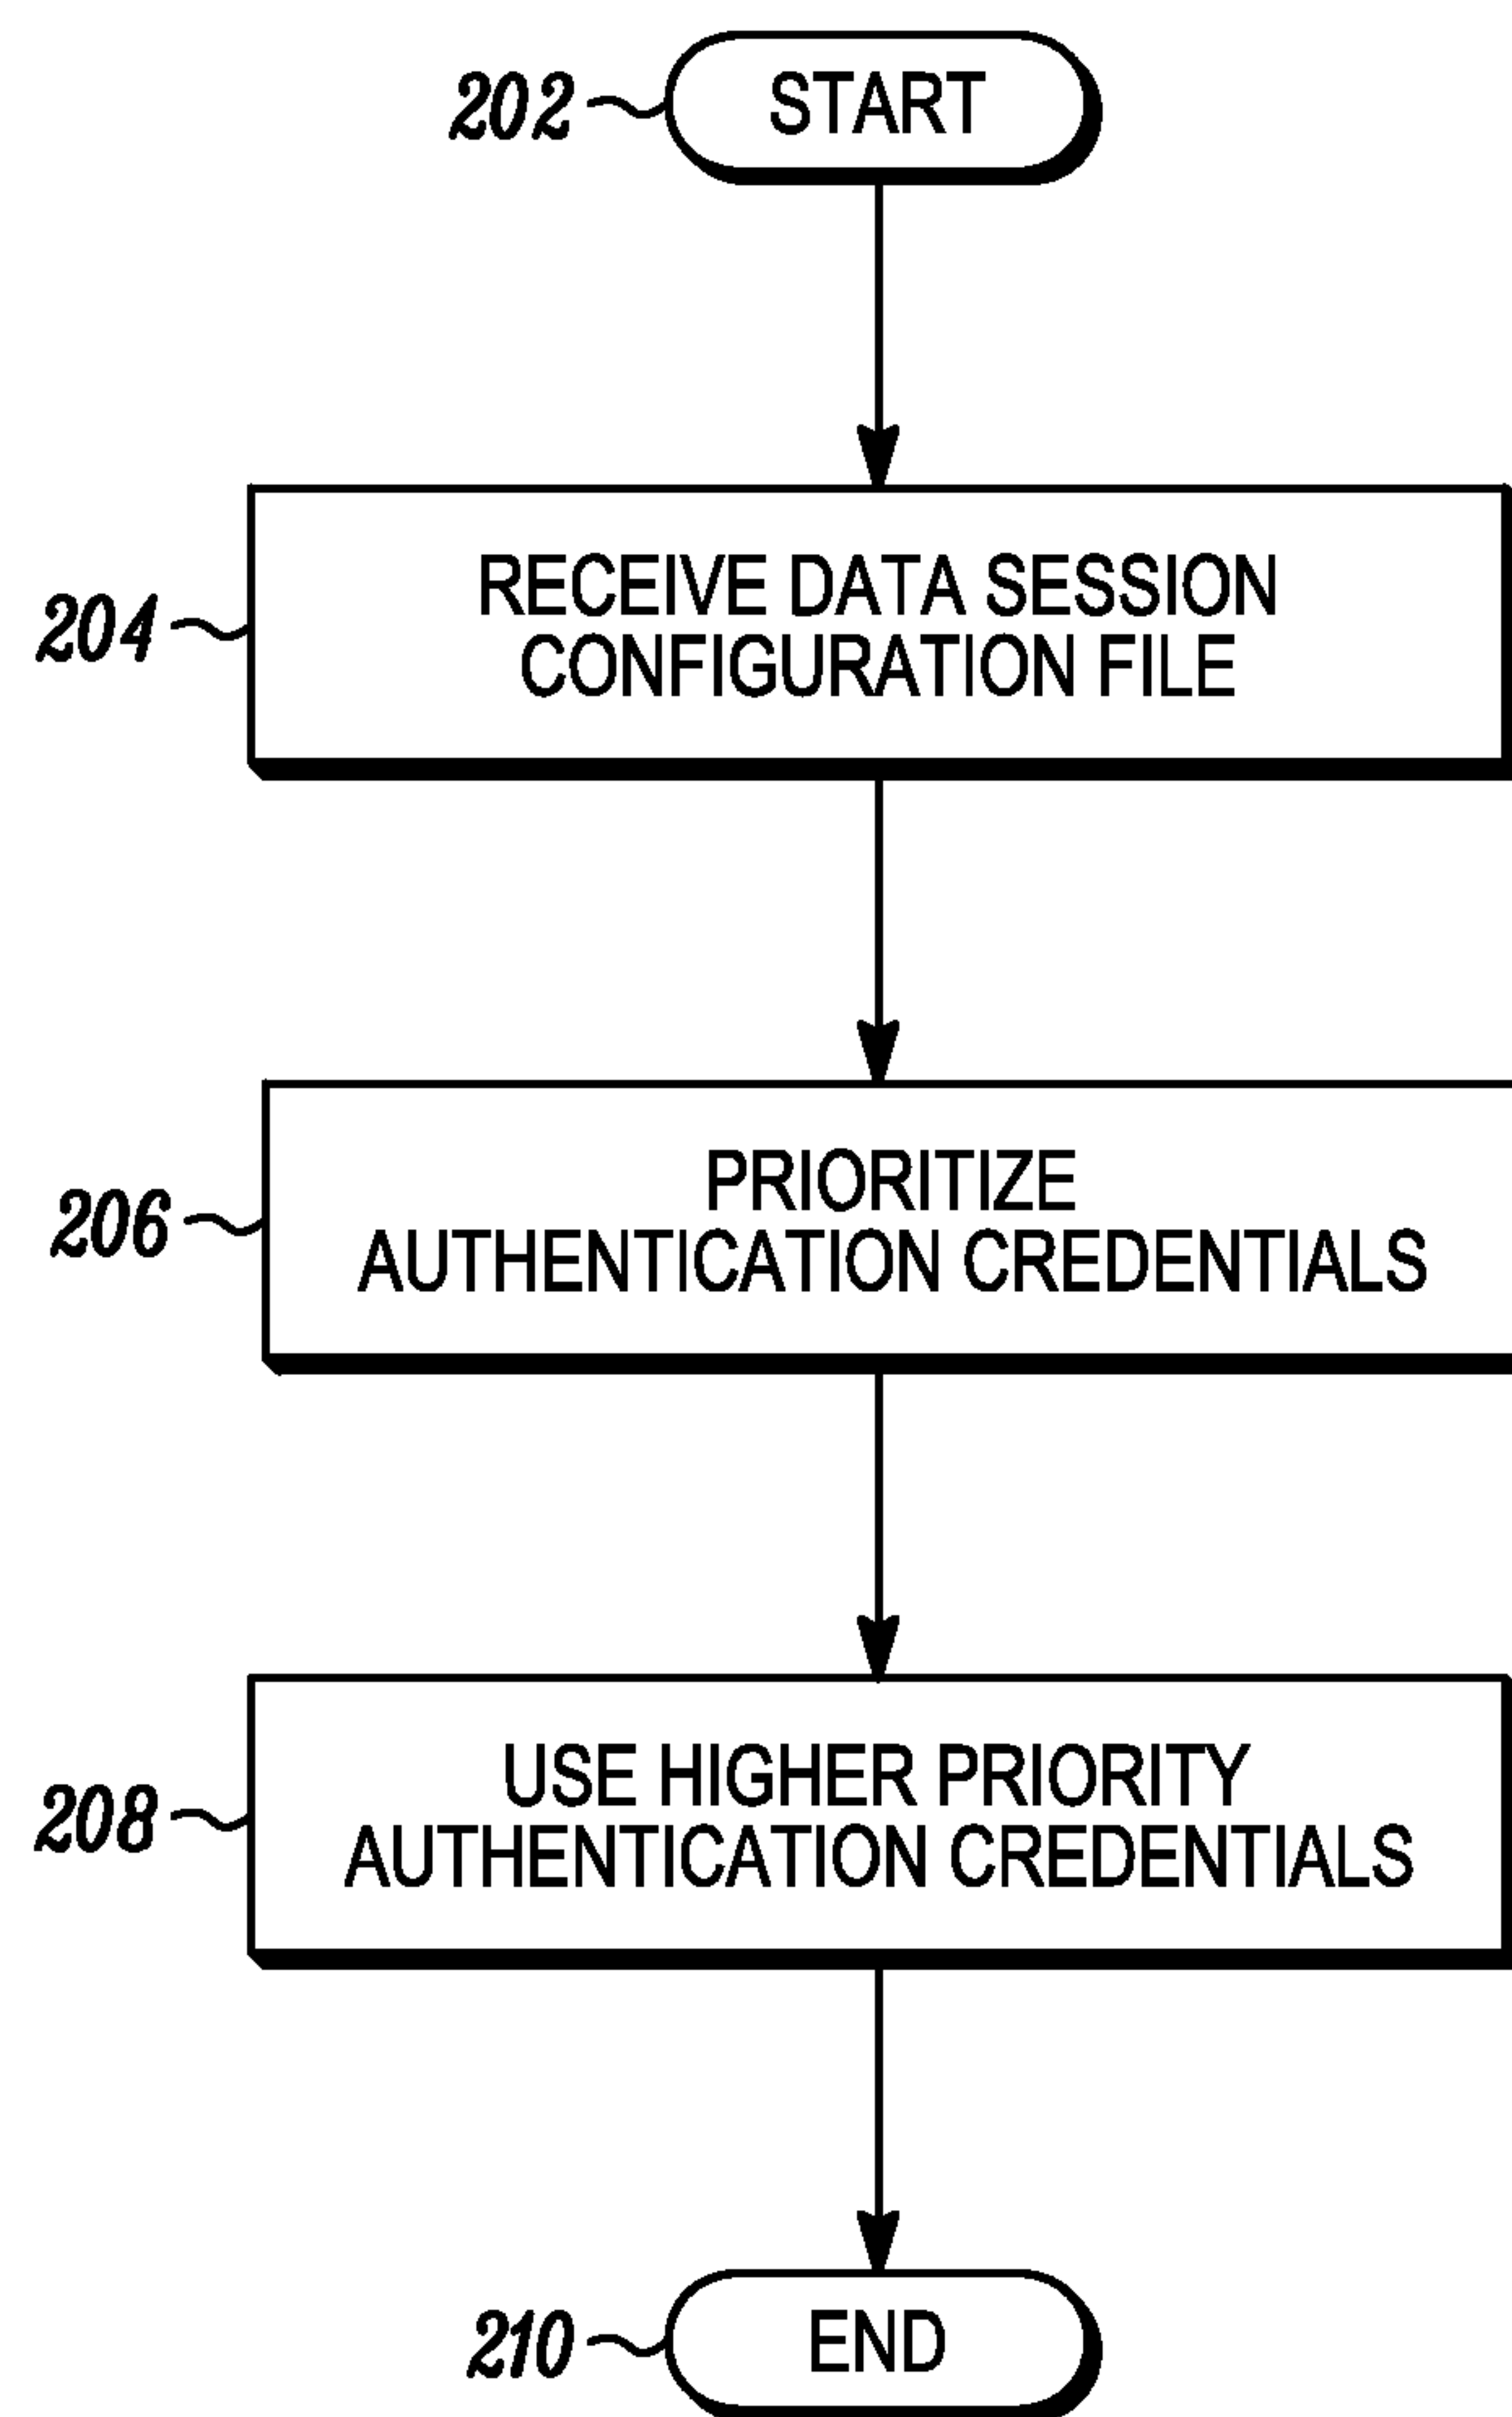 202 START
204 RECEIVE DATA SESSION
CONFIGURATION FILE
206 PRIORITIZE
AUTHENTICATION CREDENTIALS
208 USE HIGHER PRIORITY
AUTHENTICATION CREDENTIALS
210 END